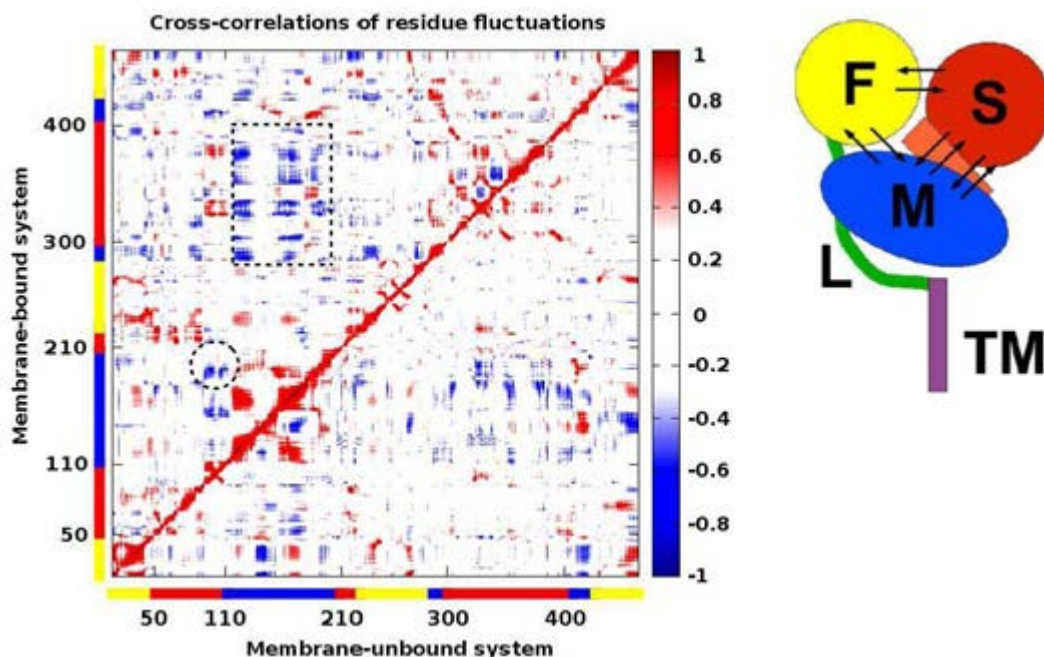 Cross-correlations of residue fluctuations
Membrane-bound system
400
300
210
110
50
50 110 210 300 400
Membrane-unbound system
1
0.8
0.6
0.4
0.2
0
-0.2
-0.4
-0.6
-0.8
-1
F
S
M
L
TM